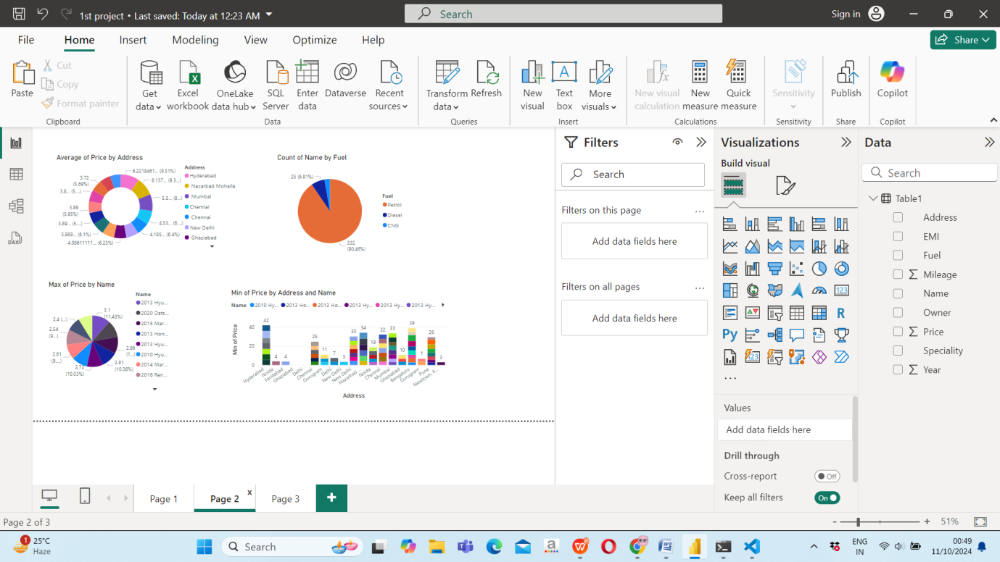 1st project • Last saved: Today at 12:23 AM
Search
Sign in
File Home Insert Modeling View Optimize Help
Share
Paste
Cut
Copy
Format painter
Clipboard
Get data
Excel workbook
OneLake data hub
SQL Server
Enter data
Dataverse
Recent sources
Data
Transform data
Refresh
Queries
New visual
Text box
More visuals
Insert
New visual calculation
New measure
Quick measure
Calculations
Sensitivity
Sensitivity
Publish
Share
Copilot
Copilot
Average of Price by Address
6.2218461... (9.51%)
6.137... (9.3...)
5.5... (8...)
4.53... (6...)
4.185... (6.4%)
4.08611111... (6.25%)
3.989... (6.1%)
3.89... (5....)
3.89
(5.95%)
3.8... (5....)
3.72
(5.69%)
Address
Hyderabad
Nazarbad Mohalla
Mumbai
Chennai
Chennai
New Delhi
Ghaziabad
Count of Name by Fuel
25 (6.81%)
332
(90.46%)
Fuel
Petrol
Diesel
CNG
Max of Price by Name
3.1
(11.43%)
2.86
(1...)
2.81
(10.36%)
2.72
(10.03%)
2.61
(9....)
2.54
(9...)
2.4 (...)
Name
2013 Hyu...
2020 Dats...
2015 Mar...
2013 Hon...
2013 Hyu...
2010 Hyu...
2014 Mar...
2016 Ren...
Min of Price by Address and Name
Name 2010 Hy... 2013 Ho... 2013 Ho... 2013 Hy... 2013 Hy... 2013 Hy...
Min of Price
40
20
0
42 4 4 25 11 7 3 30 34 19 32 33 10 39 7 29 3
Hyderabad Noida Faridabad Ghaziabad Delhi Chennai Gurugram Delhi New Delhi New Delhi Nazarbad ... Noida Chennai Mumbai Ghaziabad Bengaluru Gurugram Pune Newtown, K...
Address
Filters
Search
Filters on this page
...
Add data fields here
Filters on all pages
...
Add data fields here
Visualizations
Build visual
123
R
Py
123
...
Values
Add data fields here
Drill through
Cross-report
Off
Keep all filters
On
Data
Search
Table1
Address
EMI
Fuel
Σ Mileage
Name
Owner
Σ Price
Speciality
Σ Year
DAX
Page 1 Page 2 x Page 3 +
Page 2 of 3
- + 51%
1
25°C
Haze
Search
ENG
IN
00:49
11/10/2024